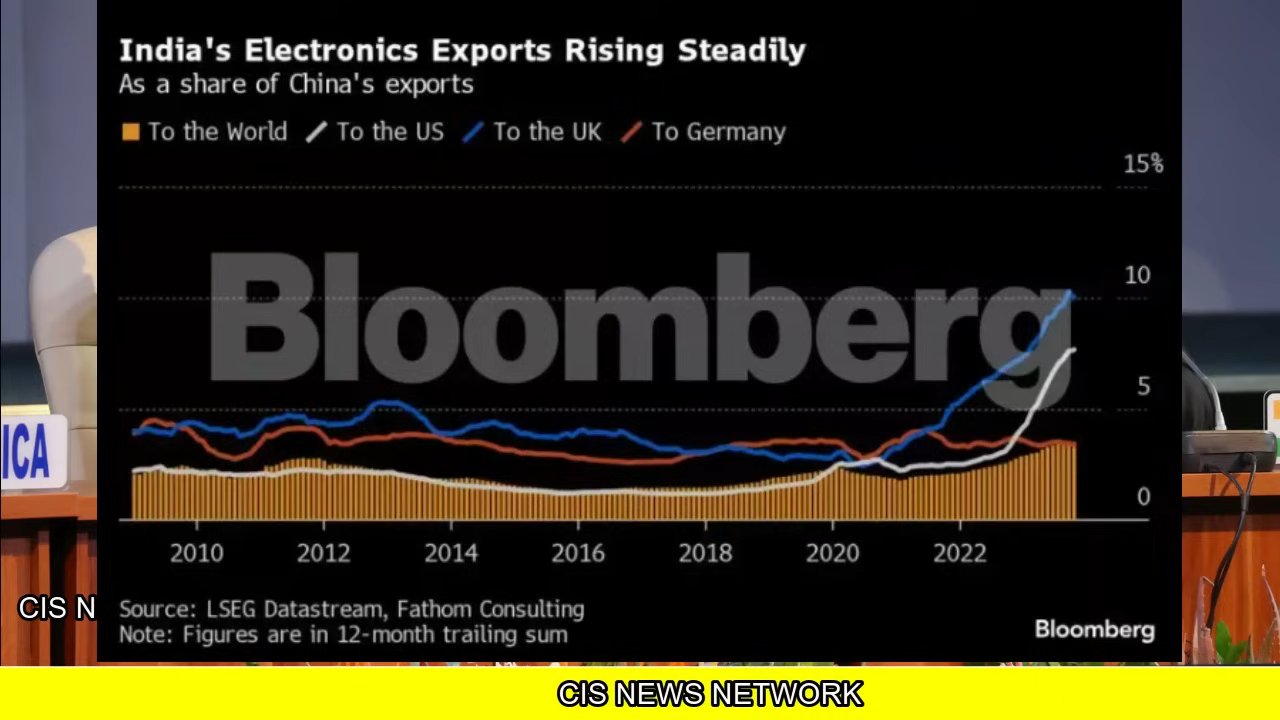 India's Electronics Exports Rising Steadily
As a share of China's exports
To the World To the US To the UK To Germany
15%
Bloomberg
10
5
0
2010 2012 2014 2016 2018 2020 2022
ICA
CIS N
Source: LSEG Datastream, Fathom Consulting
Note: Figures are in 12-month trailing sum
Bloomberg
CIS NEWS NETWORK